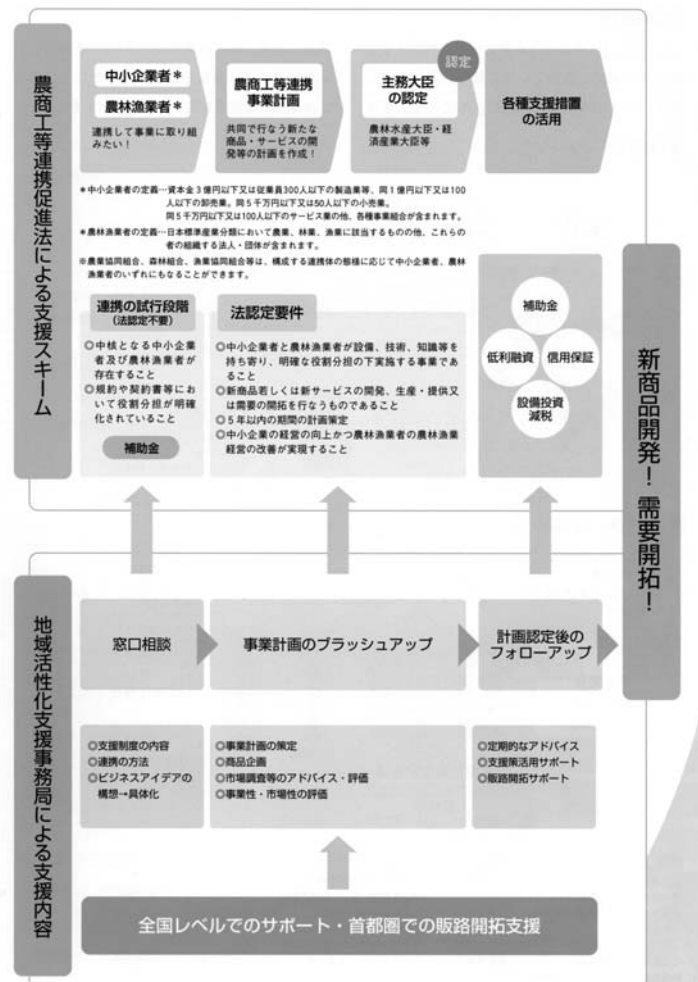 農商工等連携促進法による支援スキーム
中小企業者*
農林漁業者*
連携して事業に取り組
みたい！
農商工等連携
事業計画
共同で行なう新たな
商品・サービスの開
発等の計画を作成！
認定
主務大臣
の認定
農林水産大臣・経
済産業大臣等
各種支援措置
の活用
*中小企業者の定義…資本金３億円以下又は従業員300人以下の製造業等、同１億円以下又は100
人以下の卸売業。同５千万円以下又は50人以下の小売業。
同５千万円以下又は100人以下のサービス業の他、各種事業組合が含まれます。
*農林漁業者の定義…日本標準産業分類において農業、林業、漁業に該当するものの他、これらの
者の組織する法人・団体が含まれます。
※農業協同組合、森林組合、漁業協同組合等は、構成する連携体の態様に応じて中小企業者、農林
漁業者のいずれにもなることができます。
連携の試行段階
（法認定不要）
◎中核となる中小企業
者及び農林漁業者が
存在すること
◎規約や契約書等にお
いて役割分担が明確
化されていること
補助金
法認定要件
◎中小企業者と農林漁業者が設備、技術、知識等を
持ち寄り、明確な役割分担の下実施する事業であ
ること
◎新商品若しくは新サービスの開発、生産・提供又
は需要の開拓を行なうものであること
◎５年以内の期間の計画策定
◎中小企業の経営の向上かつ農林漁業者の農林漁業
経営の改善が実現すること
補助金
低利融資
信用保証
設備投資
減税
新商品開発！需要開拓！
地域活性化支援事務局による支援内容
窓口相談
事業計画のブラッシュアップ
計画認定後の
フォローアップ
◎支援制度の内容
◎連携の方法
◎ビジネスアイデアの
構想→具体化
◎事業計画の策定
◎商品企画
◎市場調査等のアドバイス・評価
◎事業性・市場性の評価
◎定期的なアドバイス
◎支援策活用サポート
◎販路開拓サポート
全国レベルでのサポート・首都圏での販路開拓支援